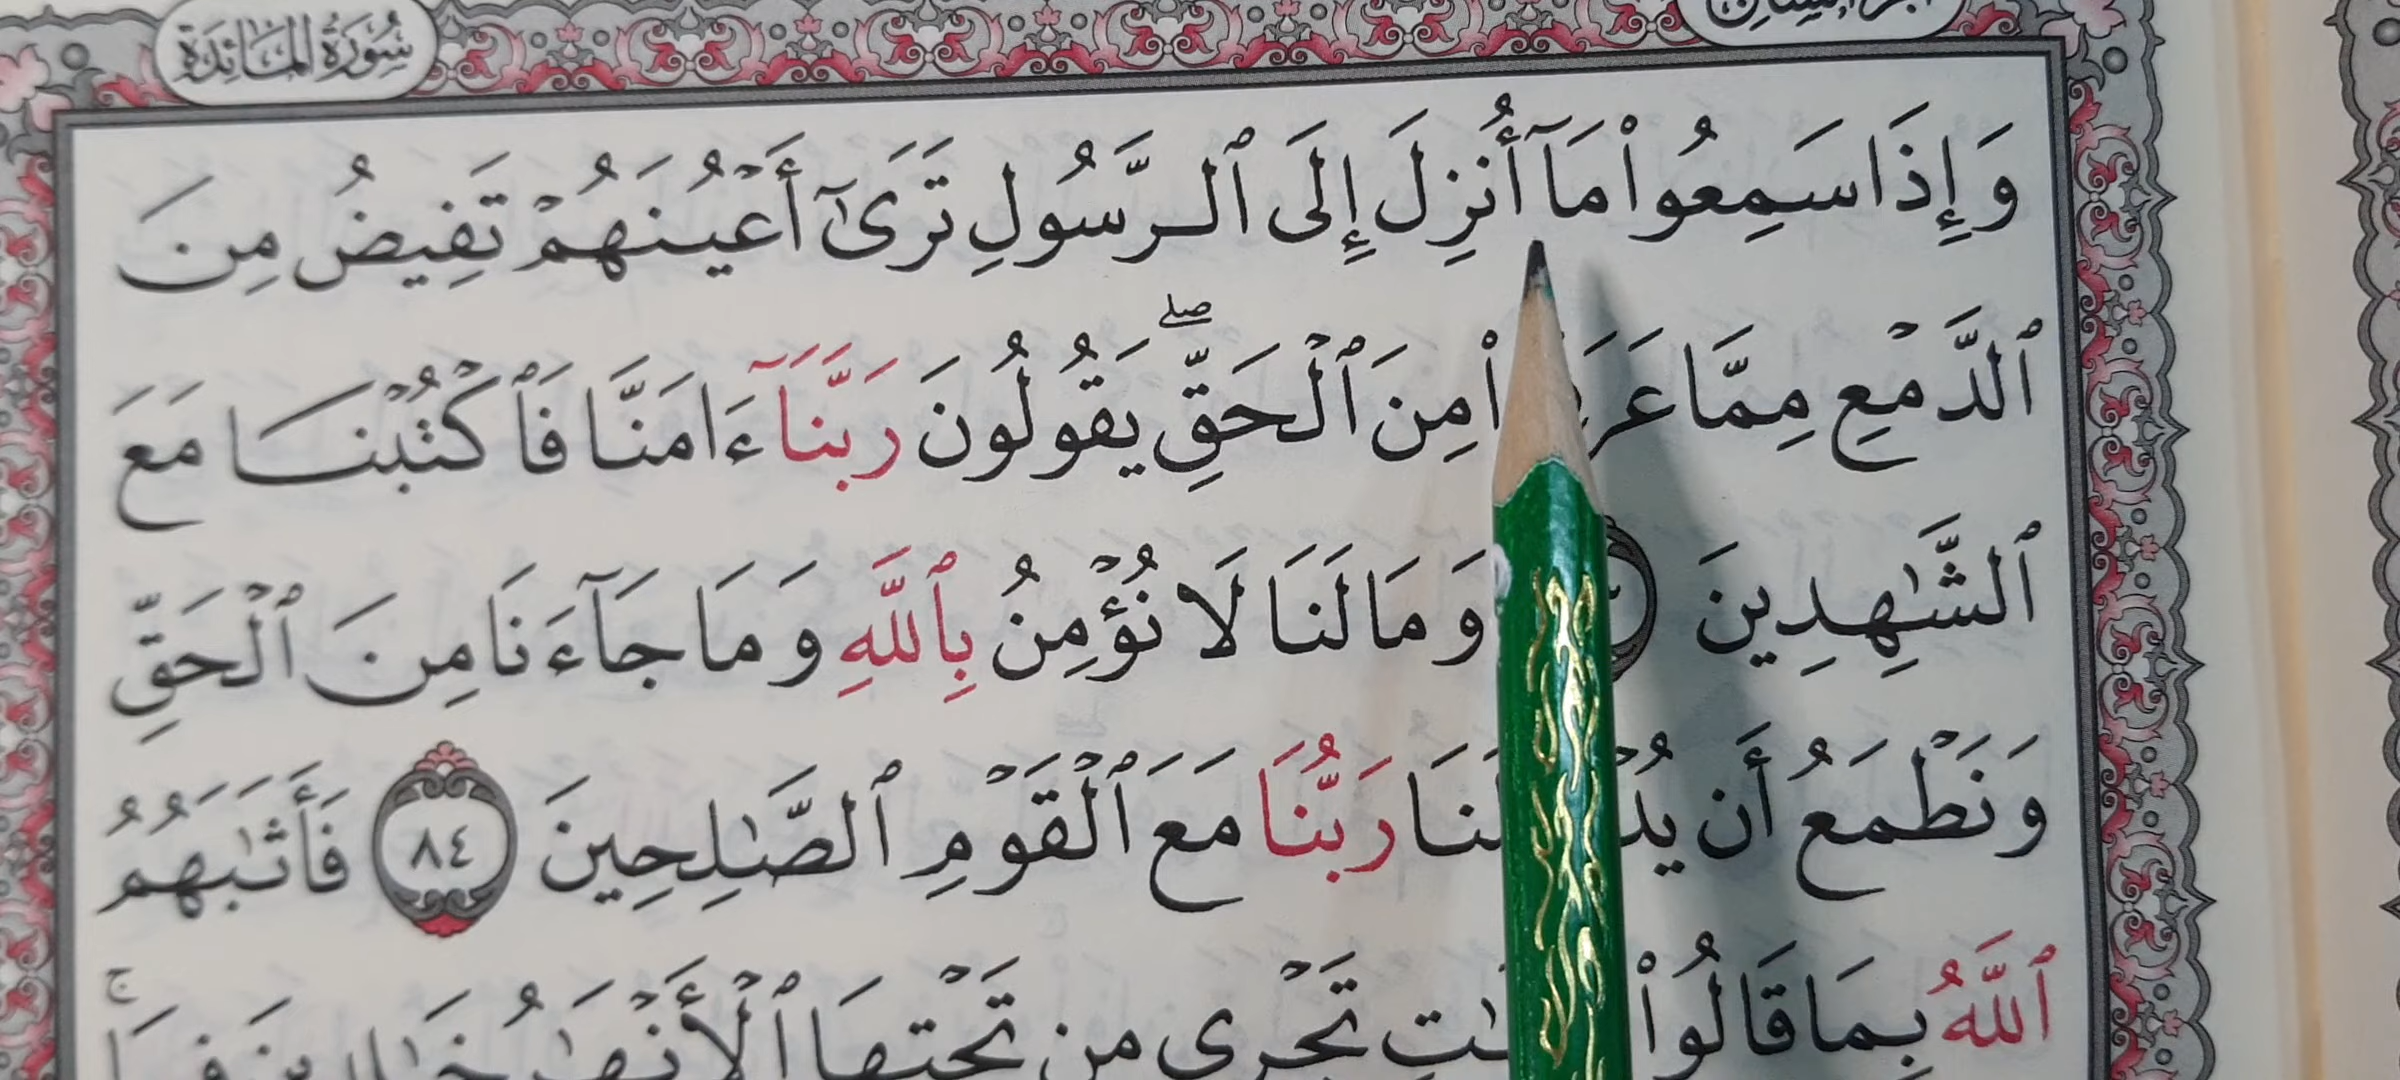 سُورَةُ المَائِدَةِ
وَإِذَا سَمِعُوا۟ مَآ أُنزِلَ إِلَى ٱلرَّسُولِ تَرَىٰٓ أَعْيُنَهُمْ تَفِيضُ مِنَ
ٱلدَّمْعِ مِمَّا مِنَ ٱلْحَقِّ ۖ يَقُولُونَ رَبَّنَآ ءَامَنَّا فَٱكْتُبْنَا مَعَ
ٱلشَّٰهِدِينَ وَمَا لَنَا لَا نُؤْمِنُ بِٱللَّهِ وَمَا جَآءَنَا مِنَ ٱلْحَقِّ
وَنَطْمَعُ أَن رَبُّنَا مَعَ ٱلْقَوْمِ ٱلصَّٰلِحِينَ ٨٤ فَأَثَٰبَهُمُ
ٱللَّهُ بِمَا قَالُوا۟ تَجْرِى مِن تَحْتِهَا ٱلْأَنْهَٰرُ